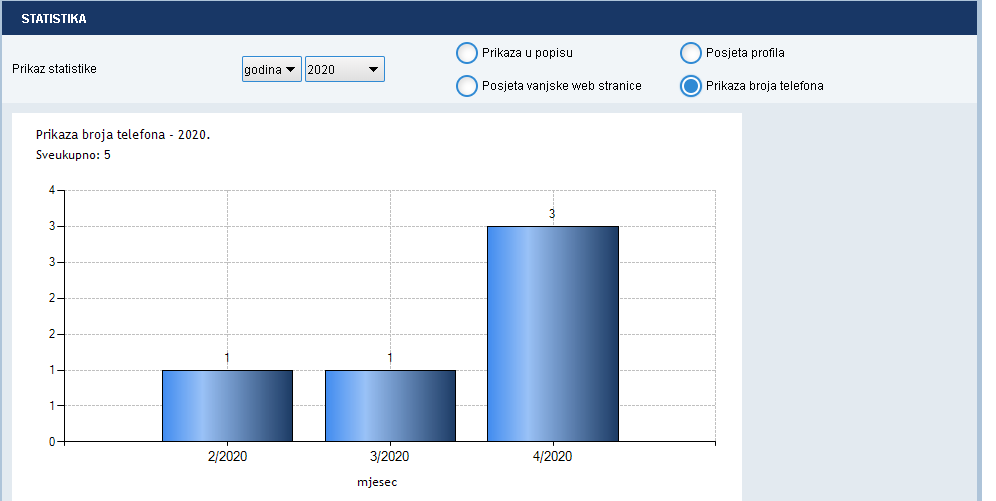 STATISTIKA
Prikaz statistike
godina 2020
Prikaza u popisu
Posjeta profila
Posjeta vanjske web stranice
Prikaza broja telefona
Prikaza broja telefona - 2020.
Sveukupno: 5
4
3
3
2
2
1
1
0
1
1
3
2/2020
3/2020
4/2020
mjesec